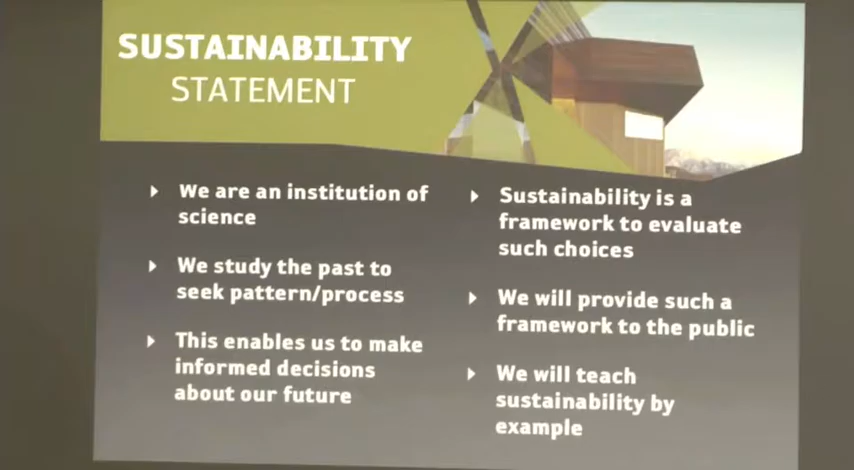 SUSTAINABILITY
STATEMENT
We are an institution of
science
We study the past to
seek pattern/process
This enables us to make
informed decisions
about our future
Sustainability is a
framework to evaluate
such choices
We will provide such a
framework to the public
We will teach
sustainability by
example